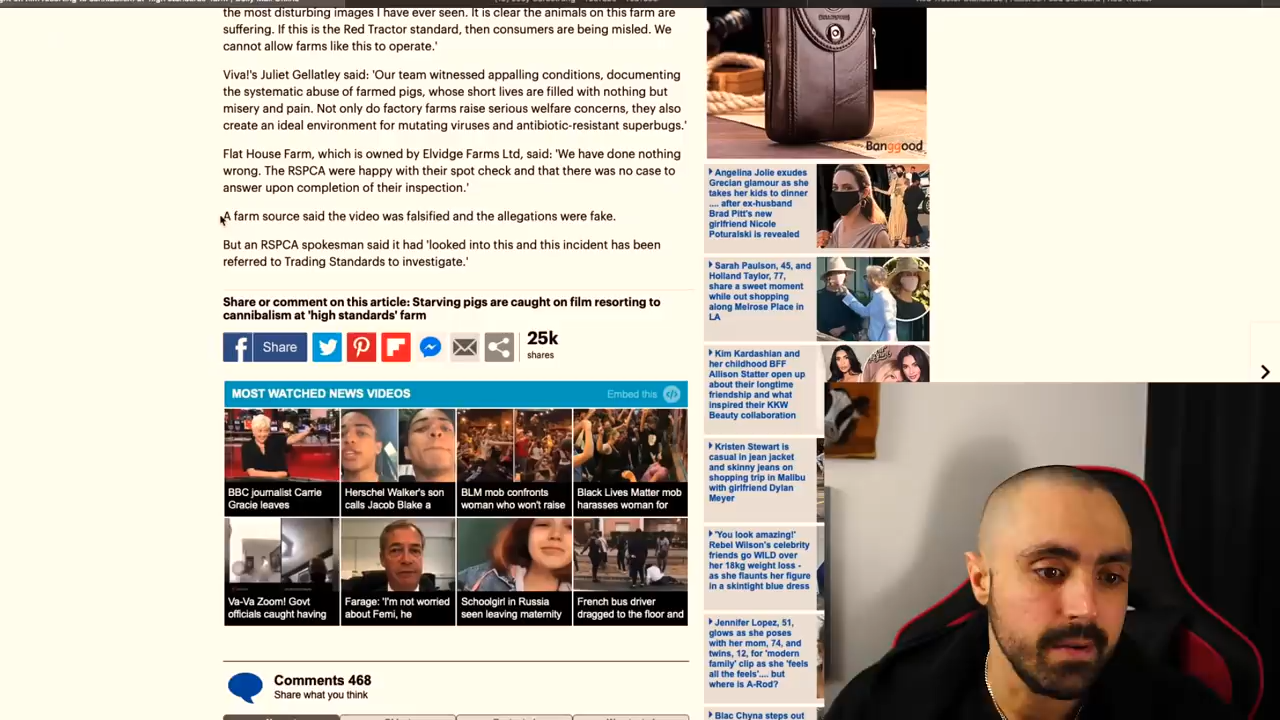 the most disturbing images I have ever seen. It is clear the animals on this farm are
suffering. If this is the Red Tractor standard, then consumers are being misled. We
cannot allow farms like this to operate.'
Viva!'s Juliet Gellatley said: 'Our team witnessed appalling conditions, documenting
the systematic abuse of farmed pigs, whose short lives are filled with nothing but
misery and pain. Not only do factory farms raise serious welfare concerns, they also
create an ideal environment for mutating viruses and antibiotic-resistant superbugs.'
Flat House Farm, which is owned by Elvidge Farms Ltd, said: 'We have done nothing
wrong. The RSPCA were happy with their spot check and that there was no case to
answer upon completion of their inspection.'
A farm source said the video was falsified and the allegations were fake.
But an RSPCA spokesman said it had 'looked into this and this incident has been
referred to Trading Standards to investigate.'
Share or comment on this article: Starving pigs are caught on film resorting to
cannibalism at 'high standards' farm
Share
25k
shares
MOST WATCHED NEWS VIDEOS
Embed this
BBC journalist Carrie
Gracie leaves
Herschel Walker's son
calls Jacob Blake a
BLM mob confronts
woman who won't raise
Black Lives Matter mob
harasses woman for
Va-Va Zoom! Govt
officials caught having
Farage: 'I'm not worried
about Femi, he
Schoolgirl in Russia
seen leaving maternity
French bus driver
dragged to the floor and
Comments 468
Share what you think
Banggood
Angelina Jolie exudes
Grecian glamour as she
takes her kids to dinner
.... after ex-husband
Brad Pitt's new
girlfriend Nicole
Poturalski is revealed
Sarah Paulson, 45, and
Holland Taylor, 77,
share a sweet moment
while out shopping
along Melrose Place in
LA
Kim Kardashian and
her childhood BFF
Allison Statter open up
about their longtime
friendship and what
inspired their KKW
Beauty collaboration
Kristen Stewart is
casual in jean jacket
and skinny jeans on
shopping trip in Malibu
with girlfriend Dylan
Meyer
'You look amazing!'
Rebel Wilson's celebrity
friends go WILD over
her 18kg weight loss -
as she flaunts her figure
in a skintight blue dress
Jennifer Lopez, 51,
glows as she poses
with her mom, 74, and
twins, 12, for 'modern
family' clip as she 'feels
all the feels'.... but
where is A-Rod?
Blac Chyna steps out